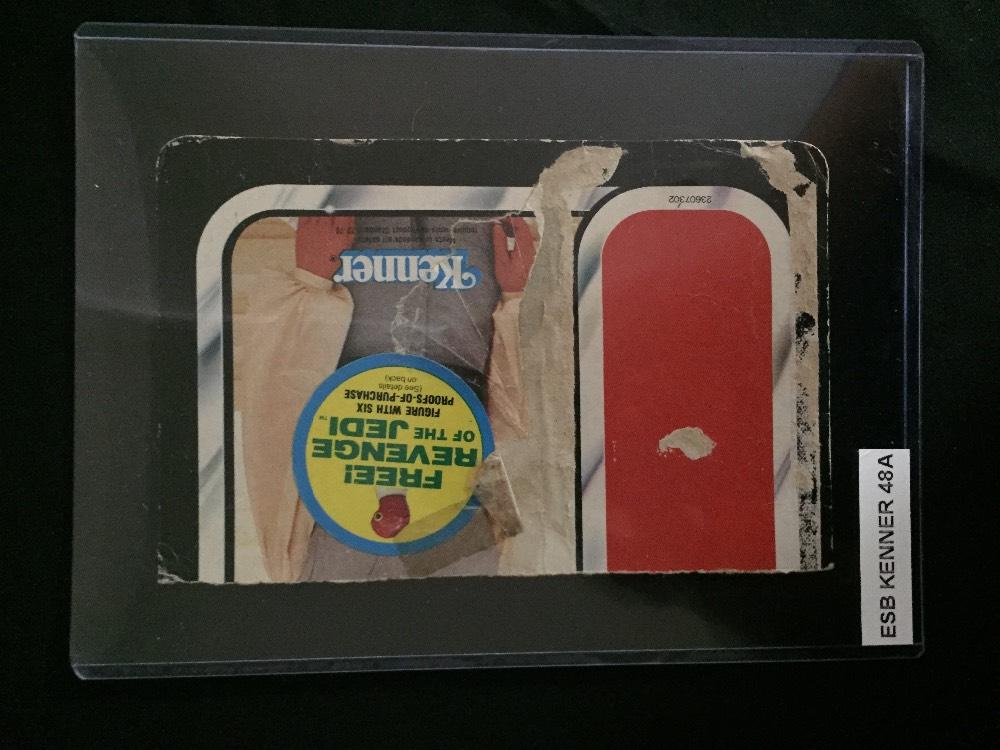 FREE!
REVENGE
OF THE JEDI™
FIGURE WITH SIX
PROOFS-OF-PURCHASE
(See details
on back)
Kenner
23607302
ESB KENNER 48A